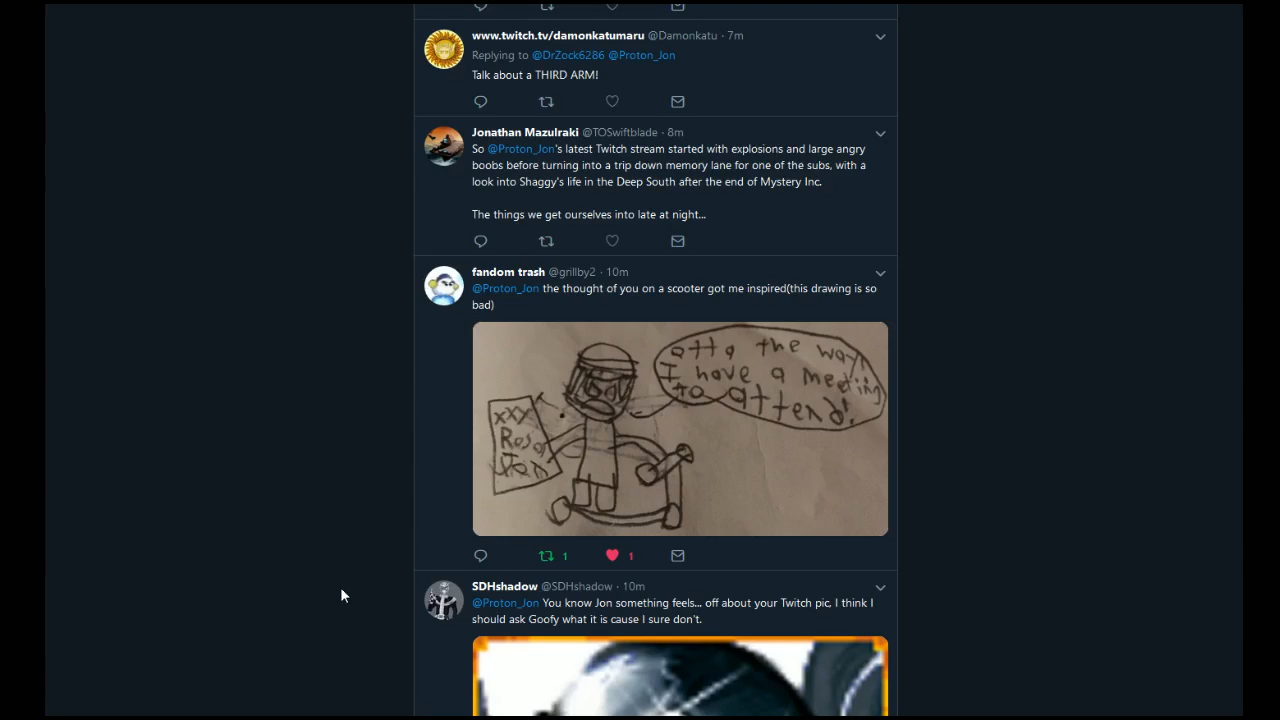 www.twitch.tv/damonkatumaru @Damonkatu · 7m
Replying to @DrZock6286 @Proton_Jon
Talk about a THIRD ARM!
Jonathan Mazulraki @TOSwiftblade · 8m
So @Proton_Jon's latest Twitch stream started with explosions and large angry
boobs before turning into a trip down memory lane for one of the subs, with a
look into Shaggy's life in the Deep South after the end of Mystery Inc.
The things we get ourselves into late at night...
fandom trash @grillby2 · 10m
@Proton_Jon the thought of you on a scooter got me inspired(this drawing is so
bad)
otta the way
I have a meeting
to attend!
xxy
1
1
SDHshadow @SDHshadow · 10m
@Proton_Jon You know Jon something feels... off about your Twitch pic, I think I
should ask Goofy what it is cause I sure don't.